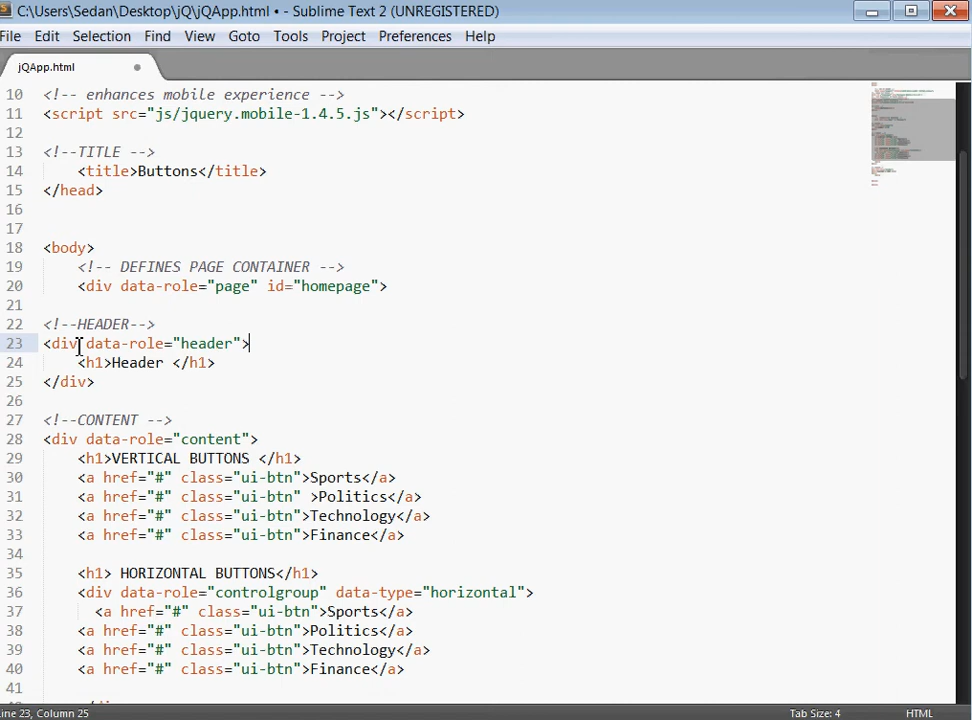 C:\Users\Sedan\Desktop\jQ\jQApp.html • - Sublime Text 2 (UNREGISTERED)
File Edit Selection Find View Goto Tools Project Preferences Help
jQApp.html
10 <!-- enhances mobile experience -->
11 <script src="js/jquery.mobile-1.4.5.js"></script>
12
13 <!--TITLE -->
14 <title>Buttons</title>
15 </head>
16
17
18 <body>
19 <!-- DEFINES PAGE CONTAINER -->
20 <div data-role="page" id="homepage">
21
22 <!--HEADER-->
23 <div data-role="header">
24 <h1>Header </h1>
25 </div>
26
27 <!--CONTENT -->
28 <div data-role="content">
29 <h1>VERTICAL BUTTONS </h1>
30 <a href="#" class="ui-btn">Sports</a>
31 <a href="#" class="ui-btn" >Politics</a>
32 <a href="#" class="ui-btn">Technology</a>
33 <a href="#" class="ui-btn">Finance</a>
34
35 <h1> HORIZONTAL BUTTONS</h1>
36 <div data-role="controlgroup" data-type="horizontal">
37 <a href="#" class="ui-btn">Sports</a>
38 <a href="#" class="ui-btn">Politics</a>
39 <a href="#" class="ui-btn">Technology</a>
40 <a href="#" class="ui-btn">Finance</a>
41
Line 23, Column 25 Tab Size: 4 HTML